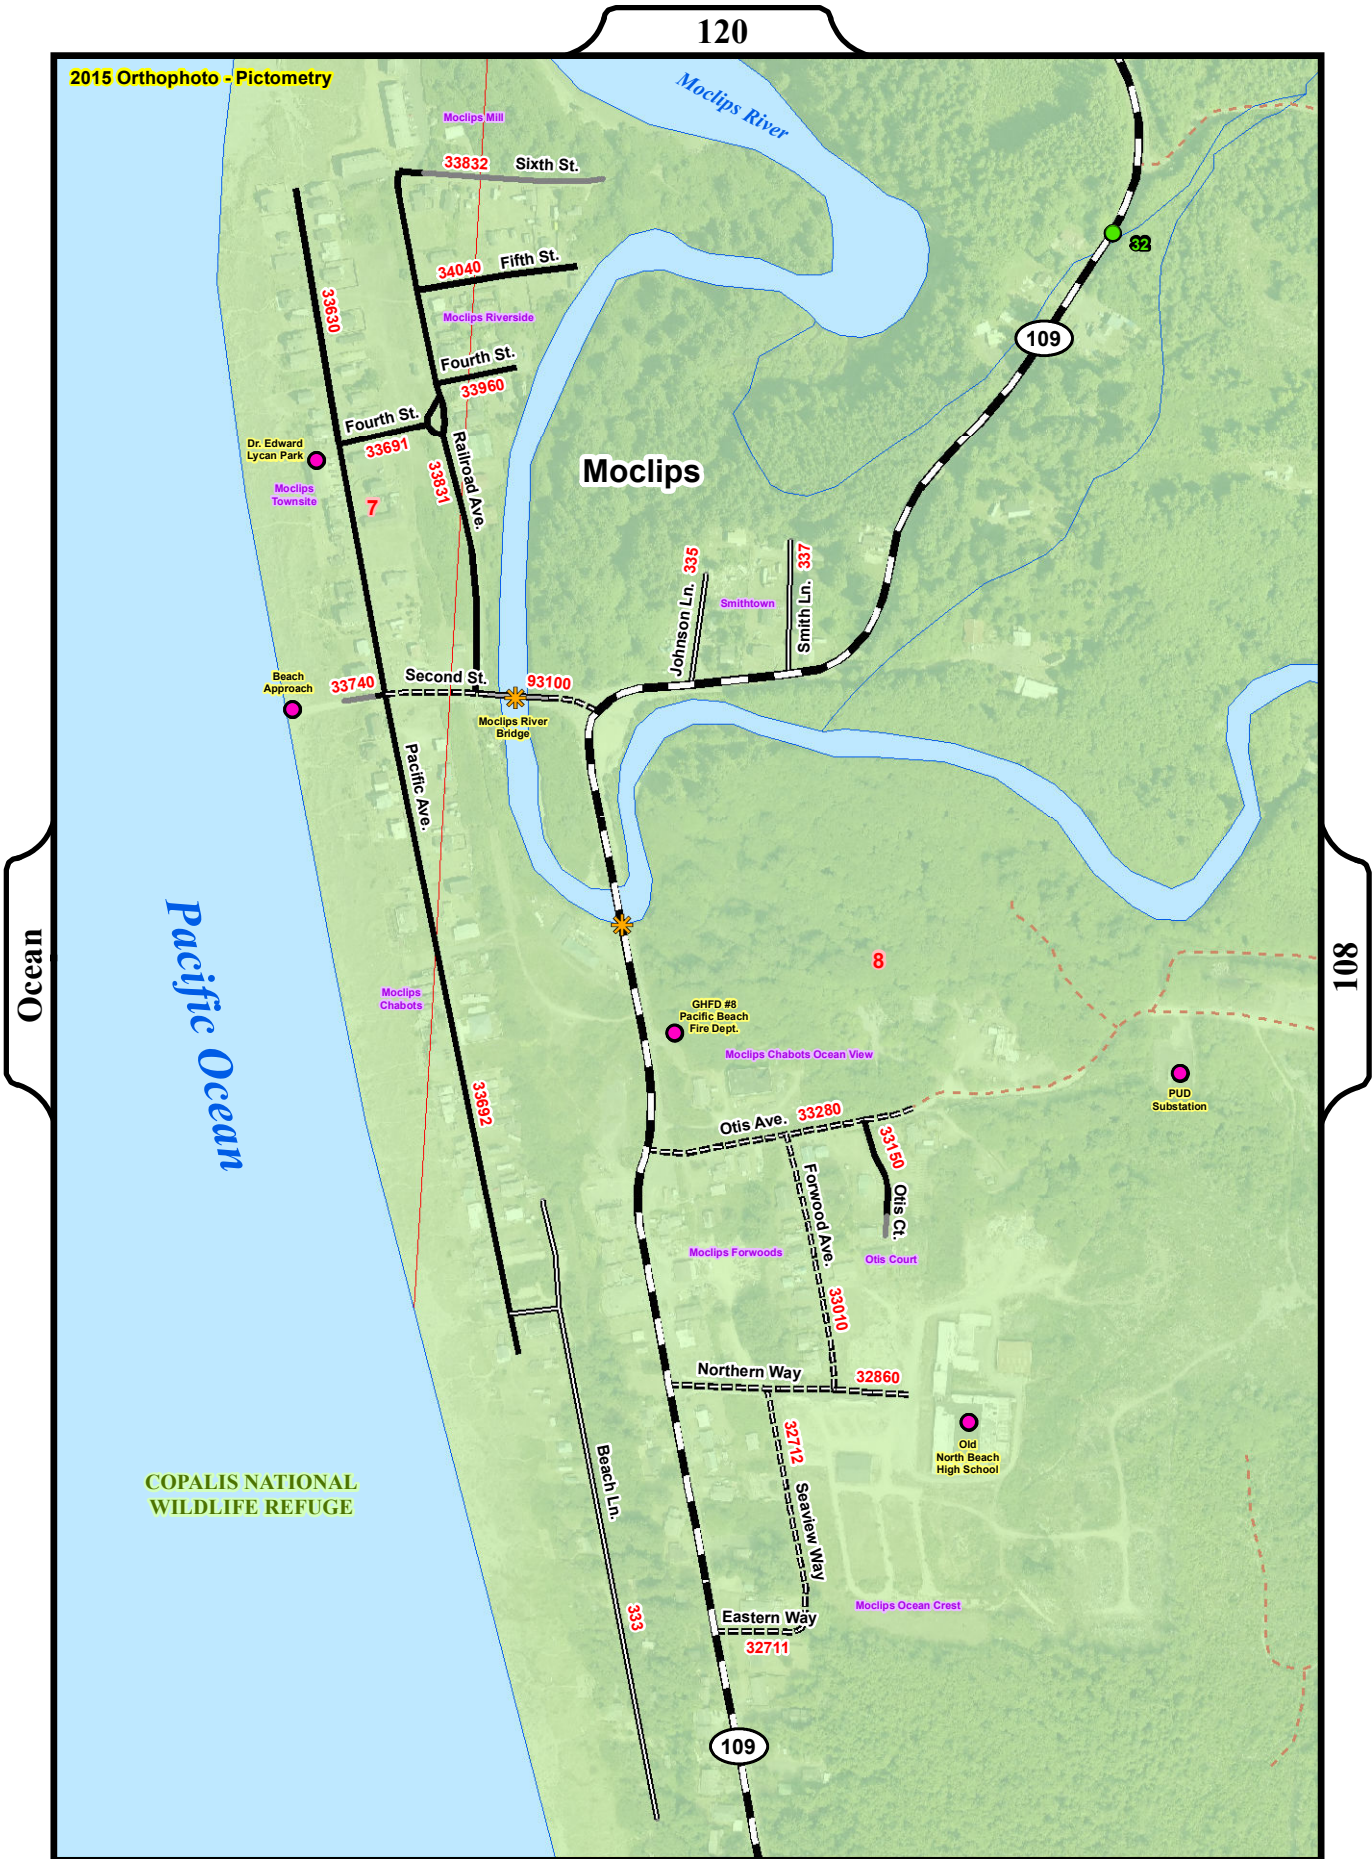 120
2015 Orthophoto - Pictometry
Moclips River
Moclips Mill
33832
Sixth St.
32
34040
Fifth St.
33630
Moclips Riverside
109
Fourth St.
33960
Fourth St.
33691
Dr. Edward
Lycan Park
Railroad Ave.
33831
Moclips
Moclips
Townsite
7
335
337
Johnson Ln.
Smithtown
Smith Ln.
Beach
Approach
33740
Second St.
93100
Moclips River
Bridge
Pacific Ave.
Ocean
108
Pacific Ocean
8
Moclips
Chabots
GHFD #8
Pacific Beach
Fire Dept.
Moclips Chabots Ocean View
PUD
Substation
33692
Otis Ave.
33280
33150
Forwood Ave.
Otis Ct.
Moclips Forwoods
Otis Court
33010
Northern Way
32860
32712
Old
North Beach
High School
Beach Ln.
COPALIS NATIONAL
WILDLIFE REFUGE
Seaview Way
333
Eastern Way
32711
Moclips Ocean Crest
109